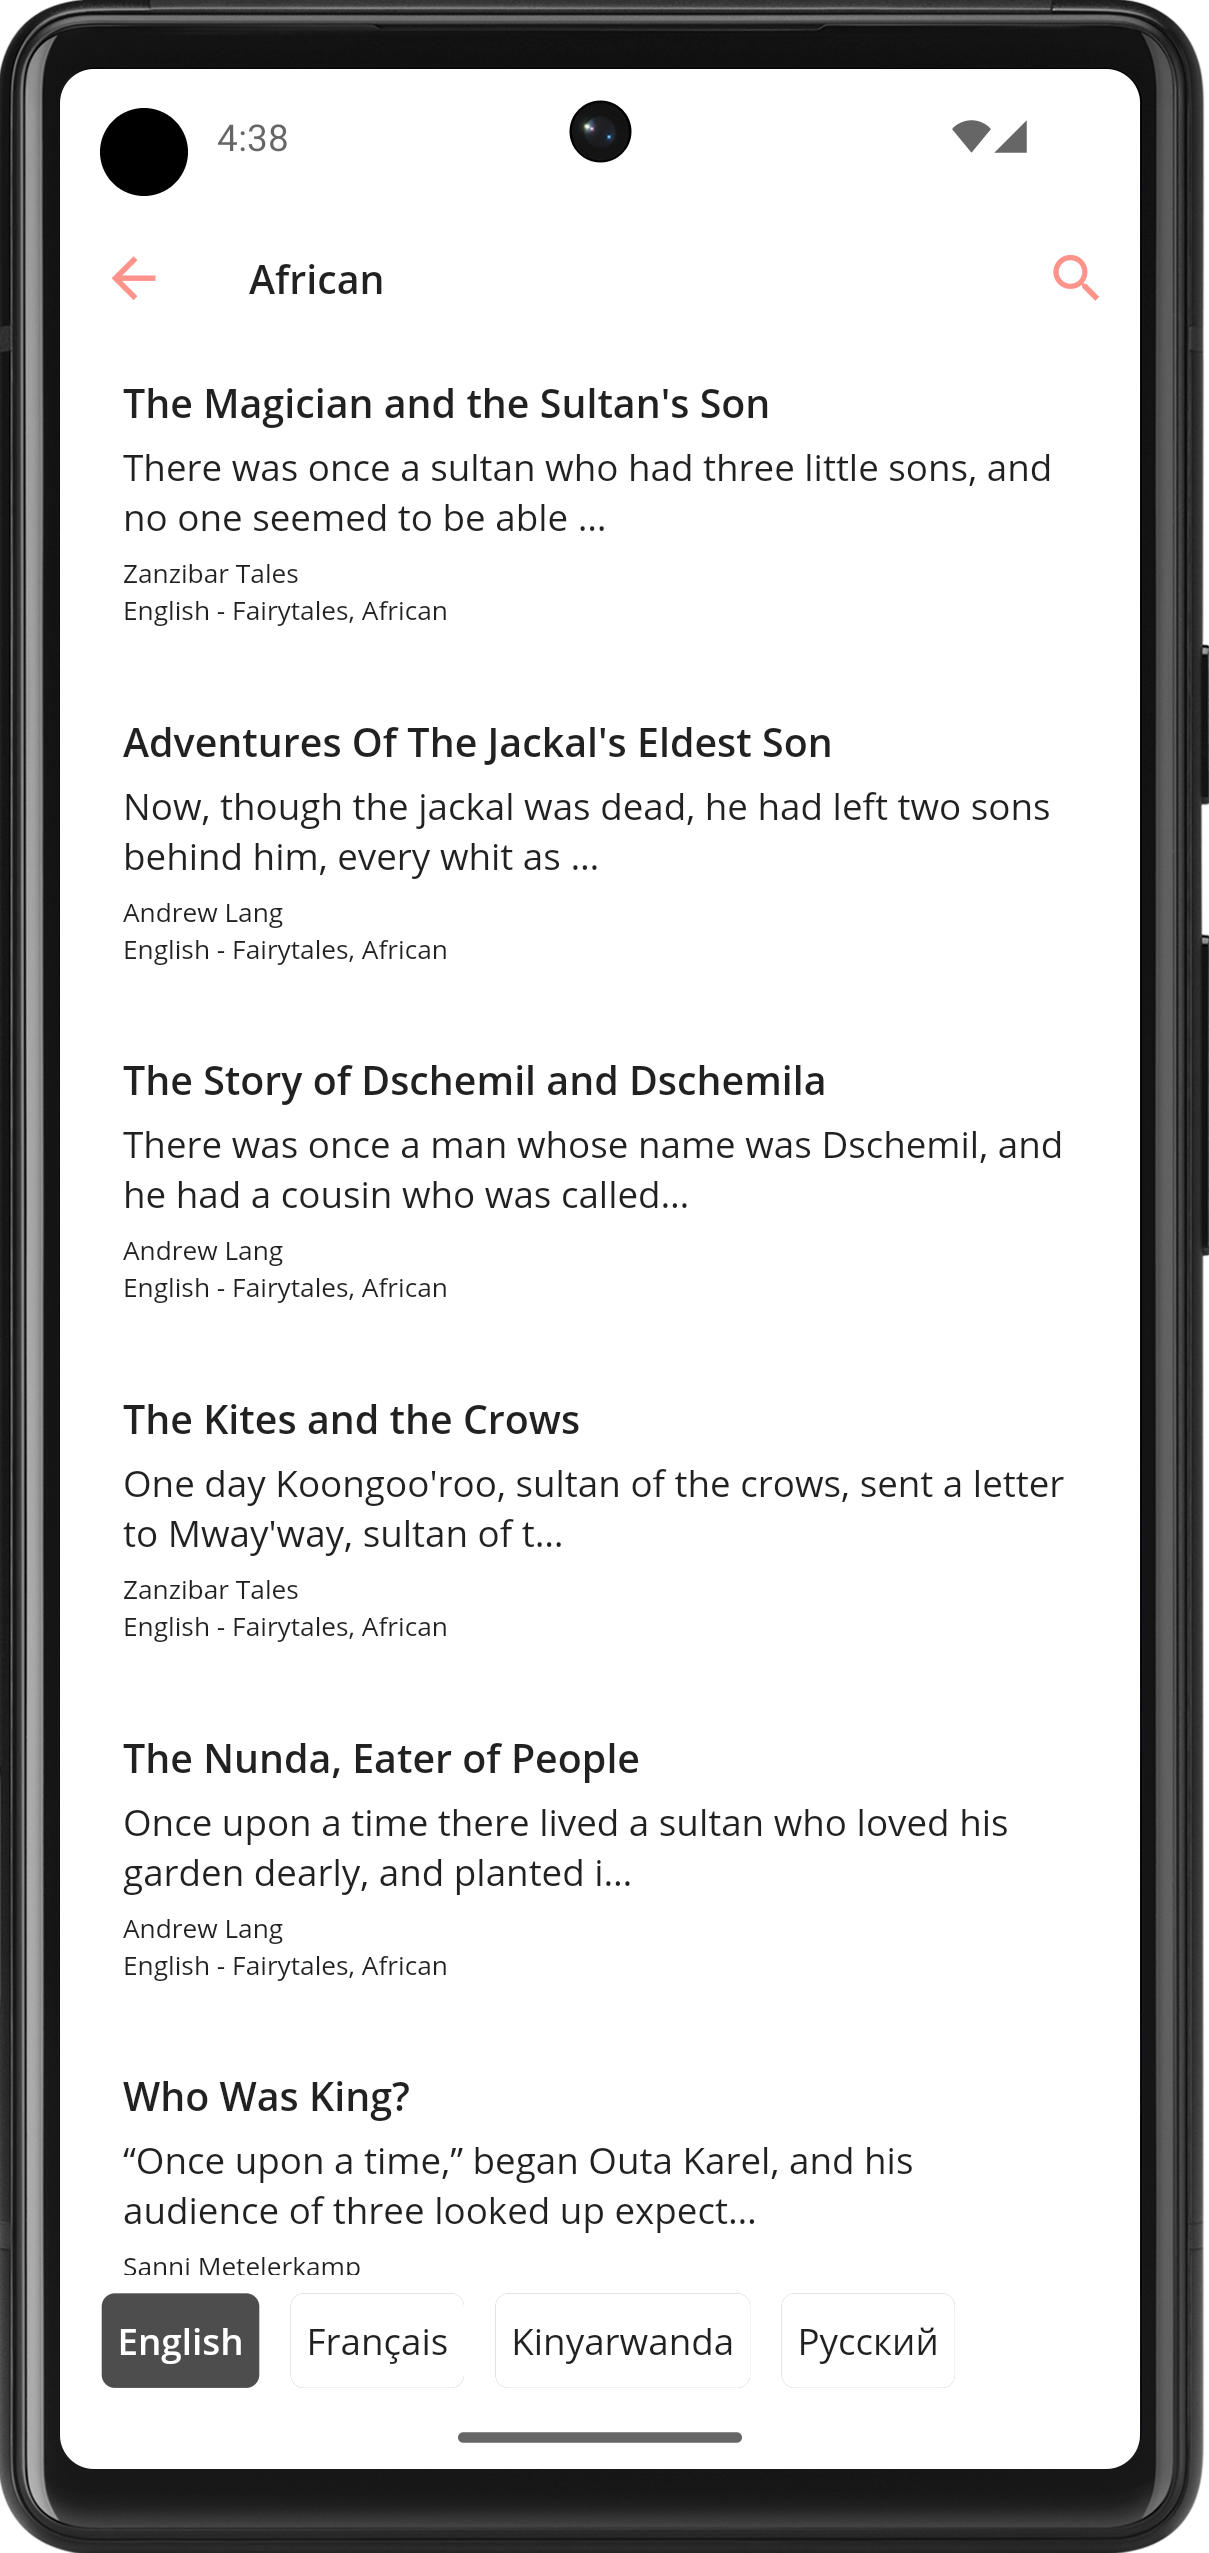 4:38
African
The Magician and the Sultan's Son
There was once a sultan who had three little sons, and
no one seemed to be able ...
Zanzibar Tales
English - Fairytales, African
Adventures Of The Jackal's Eldest Son
Now, though the jackal was dead, he had left two sons
behind him, every whit as ...
Andrew Lang
English - Fairytales, African
The Story of Dschemil and Dschemila
There was once a man whose name was Dschemil, and
he had a cousin who was called...
Andrew Lang
English - Fairytales, African
The Kites and the Crows
One day Koongoo'roo, sultan of the crows, sent a letter
to Mway'way, sultan of t...
Zanzibar Tales
English - Fairytales, African
The Nunda, Eater of People
Once upon a time there lived a sultan who loved his
garden dearly, and planted i...
Andrew Lang
English - Fairytales, African
Who Was King?
“Once upon a time,” began Outa Karel, and his
audience of three looked up expect...
Sanni Metelerkamp
English Français Kinyarwanda Русский